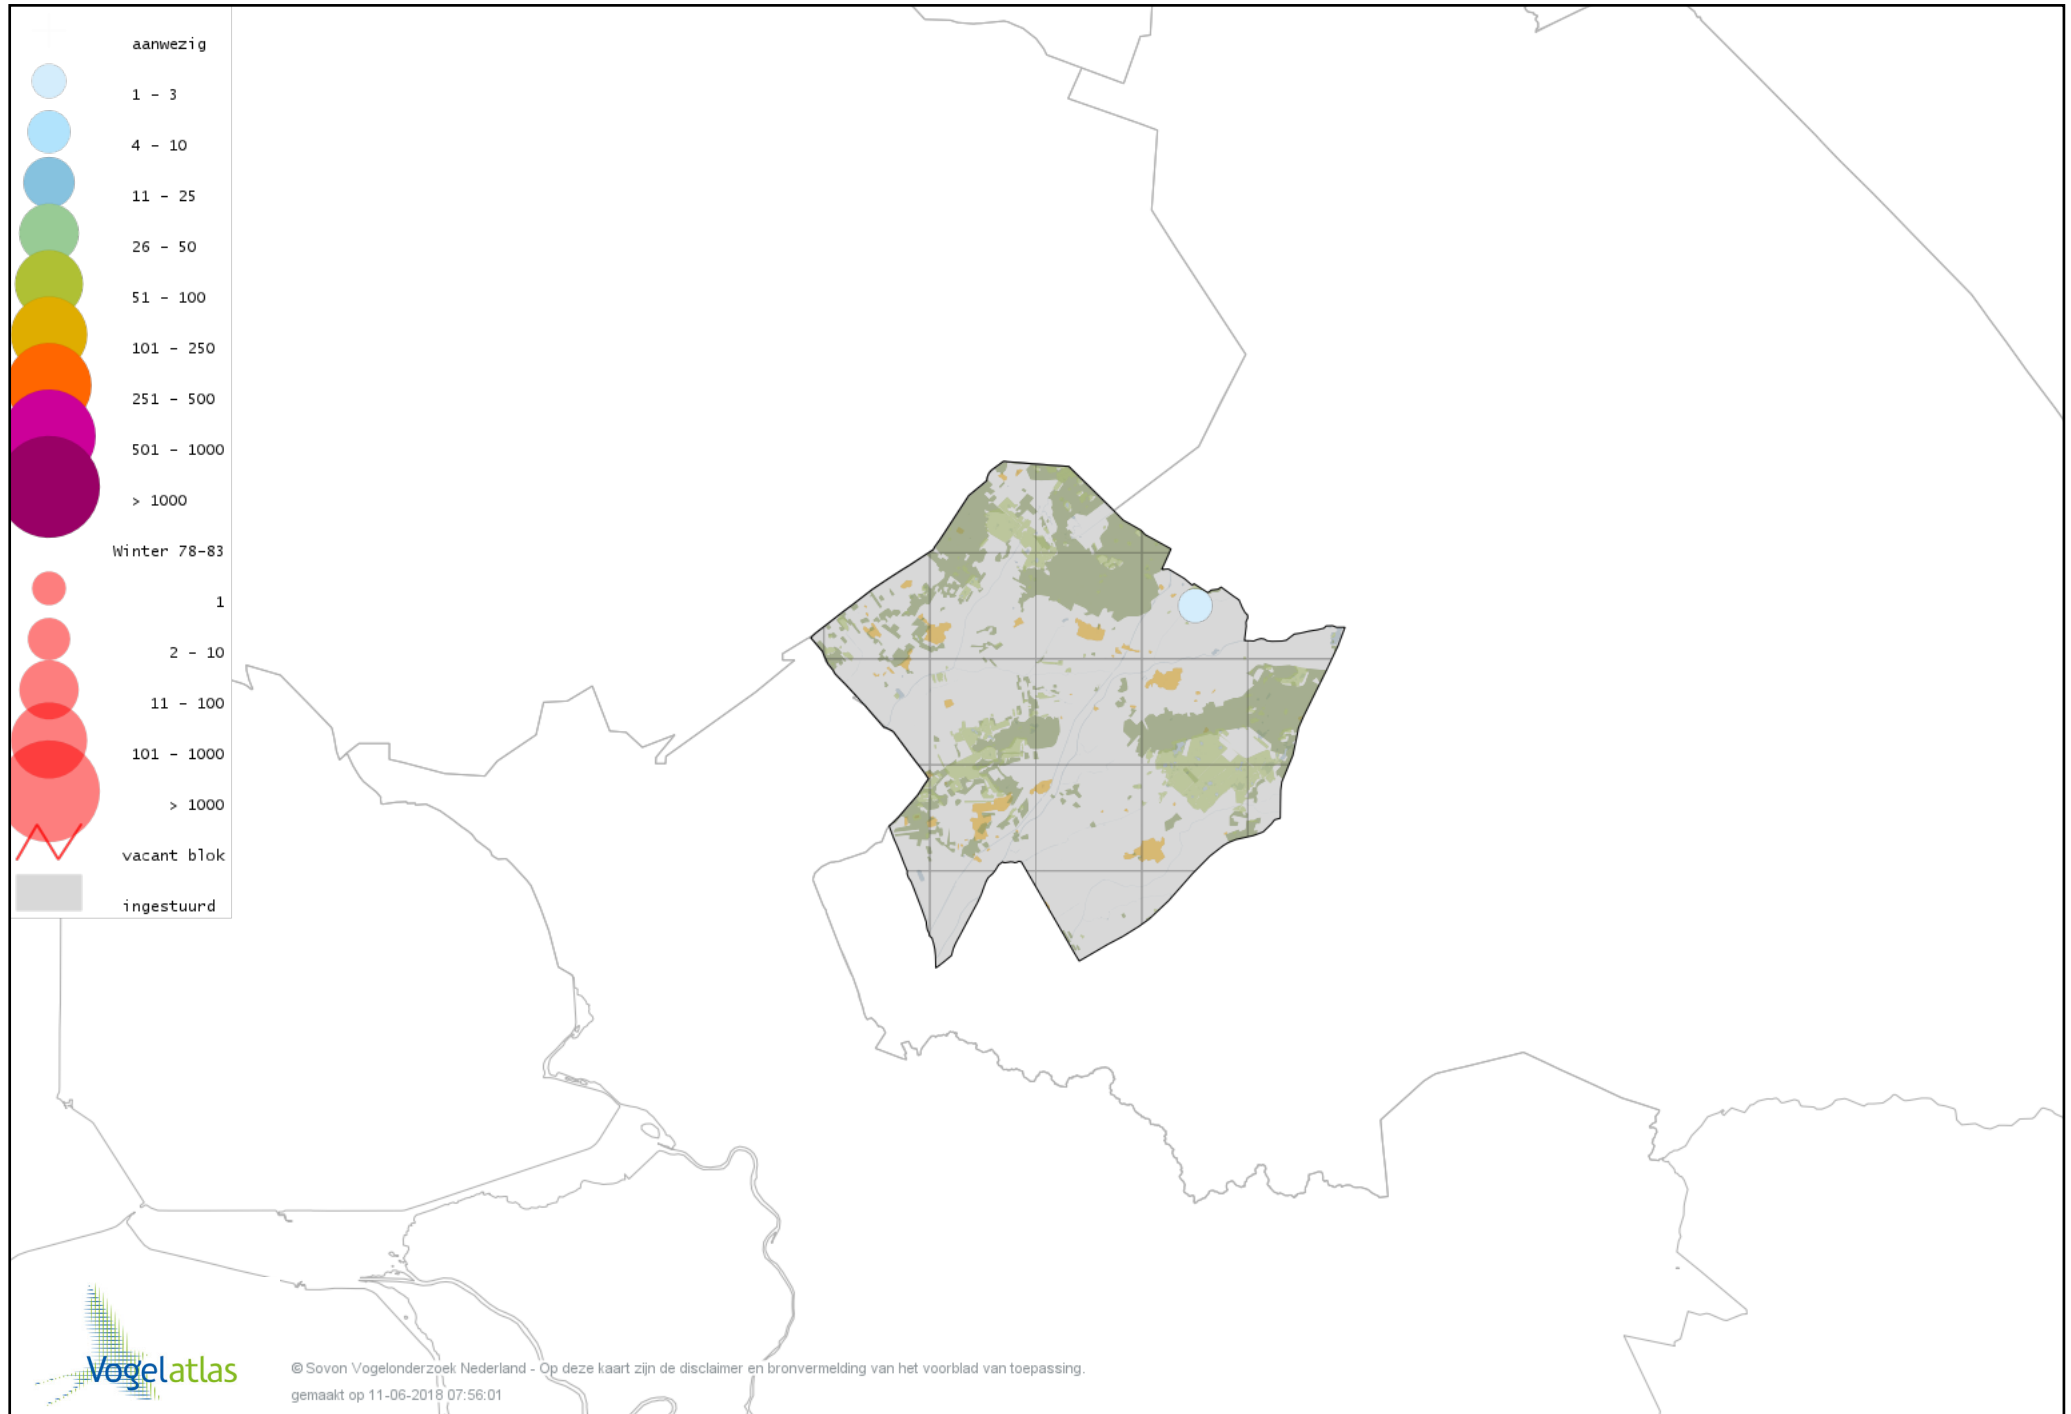 aanwezig
1 - 3
4 - 10
11 - 25
26 - 50
51 - 100
101 - 250
251 - 500
501 - 1000
> 1000
Winter 78-83
1
2 - 10
11 - 100
101 - 1000
> 1000
vacant blok
ingestuurd
Vogelatlas
© Sovon Vogelonderzoek Nederland - Op deze kaart zijn de disclaimer en bronvermelding van het voorblad van toepassing.
gemaakt op 11-06-2018 07:56:01